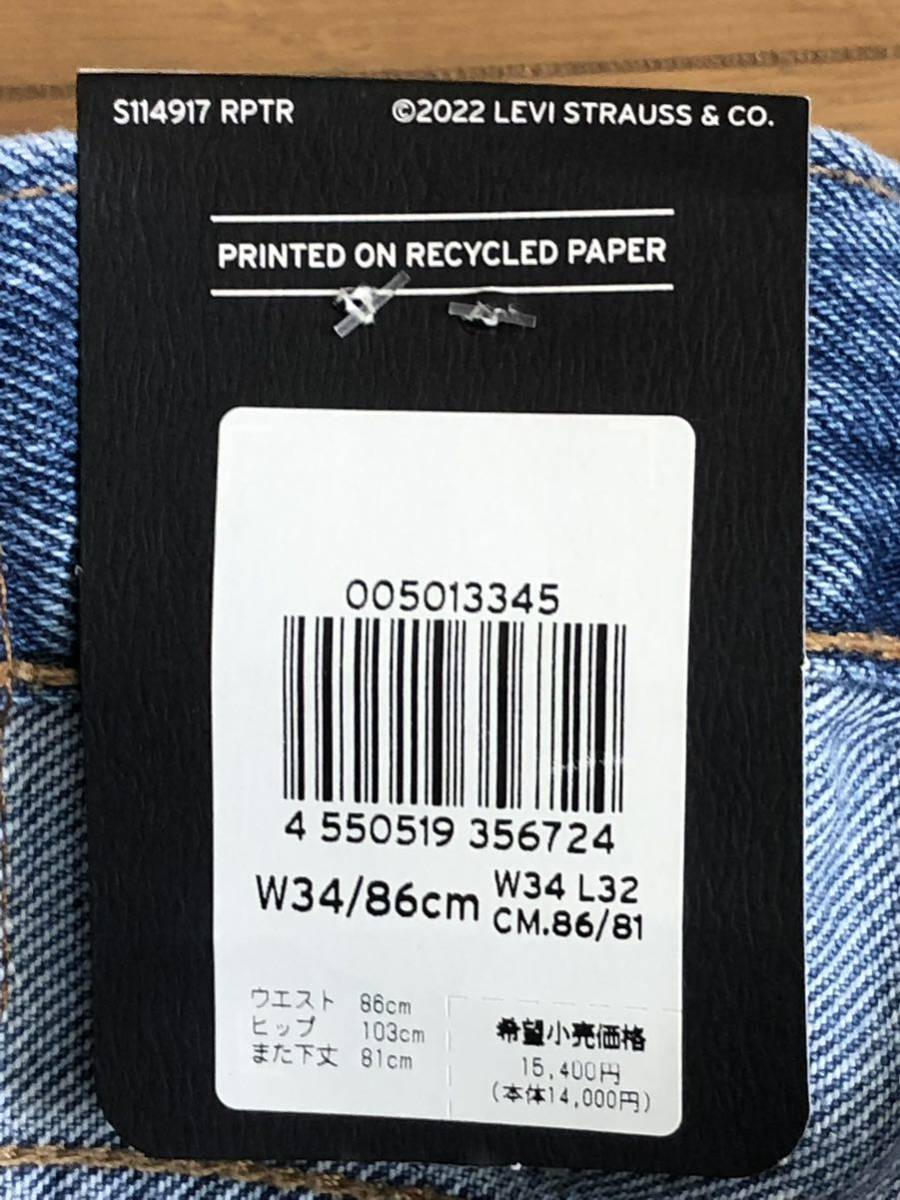 S114917 RPTR ©2022 LEVI STRAUSS & CO.
PRINTED ON RECYCLED PAPER
005013345
4 550519 356724
W34/86cm W34 L32
CM.86/81
ウエスト 86cm
ヒップ 103cm
また下丈 81cm
希望小売価格
15,400円
(本体14,000円)